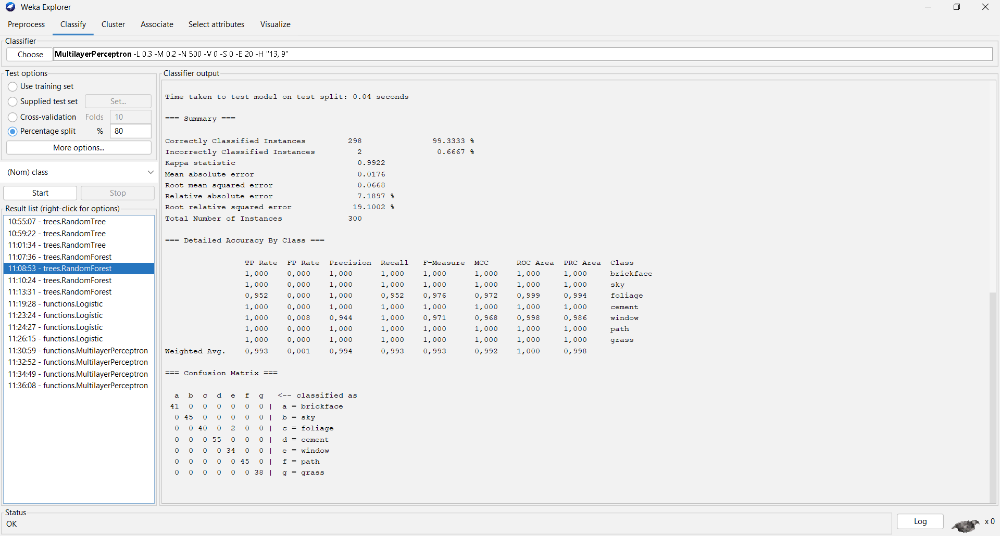 Weka Explorer
Preprocess Classify Cluster Associate Select attributes Visualize
Classifier
Choose MultilayerPerceptron -L 0.3 -M 0.2 -N 500 -V 0 -S 0 -E 20 -H "13, 9"
Test options
Use training set
Supplied test set Set...
Cross-validation Folds 10
Percentage split % 80
More options...
(Nom) class
Start Stop
Result list (right-click for options)
10:55:07 - trees.RandomTree
10:59:22 - trees.RandomTree
11:01:34 - trees.RandomTree
11:07:36 - trees.RandomForest
11:08:53 - trees.RandomForest
11:10:24 - trees.RandomForest
11:13:31 - trees.RandomForest
11:19:28 - functions.Logistic
11:23:24 - functions.Logistic
11:24:27 - functions.Logistic
11:26:15 - functions.Logistic
11:30:59 - functions.MultilayerPerceptron
11:32:52 - functions.MultilayerPerceptron
11:34:49 - functions.MultilayerPerceptron
11:36:08 - functions.MultilayerPerceptron
Classifier output
Time taken to test model on test split: 0.04 seconds
=== Summary ===
Correctly Classified Instances 298 99.3333 %
Incorrectly Classified Instances 2 0.6667 %
Kappa statistic 0.9922
Mean absolute error 0.0176
Root mean squared error 0.0668
Relative absolute error 7.1897 %
Root relative squared error 19.1002 %
Total Number of Instances 300
=== Detailed Accuracy By Class ===
TP Rate FP Rate Precision Recall F-Measure MCC ROC Area PRC Area Class
1,000 0,000 1,000 1,000 1,000 1,000 1,000 1,000 brickface
1,000 0,000 1,000 1,000 1,000 1,000 1,000 1,000 sky
0,952 0,000 1,000 0,952 0,976 0,972 0,999 0,994 foliage
1,000 0,000 1,000 1,000 1,000 1,000 1,000 1,000 cement
1,000 0,008 0,944 1,000 0,971 0,968 0,998 0,986 window
1,000 0,000 1,000 1,000 1,000 1,000 1,000 1,000 path
1,000 0,000 1,000 1,000 1,000 1,000 1,000 1,000 grass
Weighted Avg. 0,993 0,001 0,994 0,993 0,993 0,992 1,000 0,998
=== Confusion Matrix ===
a b c d e f g <-- classified as
41 0 0 0 0 0 0 | a = brickface
0 45 0 0 0 0 0 | b = sky
0 0 40 0 2 0 0 | c = foliage
0 0 0 55 0 0 0 | d = cement
0 0 0 0 34 0 0 | e = window
0 0 0 0 0 45 0 | f = path
0 0 0 0 0 0 38 | g = grass
Status
OK
Log x 0